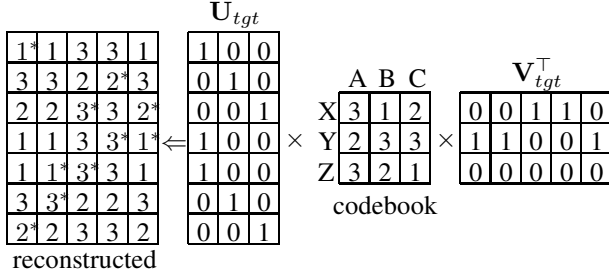 U_tgt
A B C V_tgt^⊤
1* 1 3 3 1 1 0 0
3 3 2 2* 3 0 1 0
2 2 3* 3 2* 0 0 1 X 3 1 2 0 0 1 1 0
1 1 3 3* 1* ⇐ 1 0 0 × Y 2 3 3 × 1 1 0 0 1
1 1* 3* 3 1 1 0 0 Z 3 2 1 0 0 0 0 0
3 3* 2 2 3 0 1 0 codebook
2* 2 3 3 2 0 0 1
reconstructed